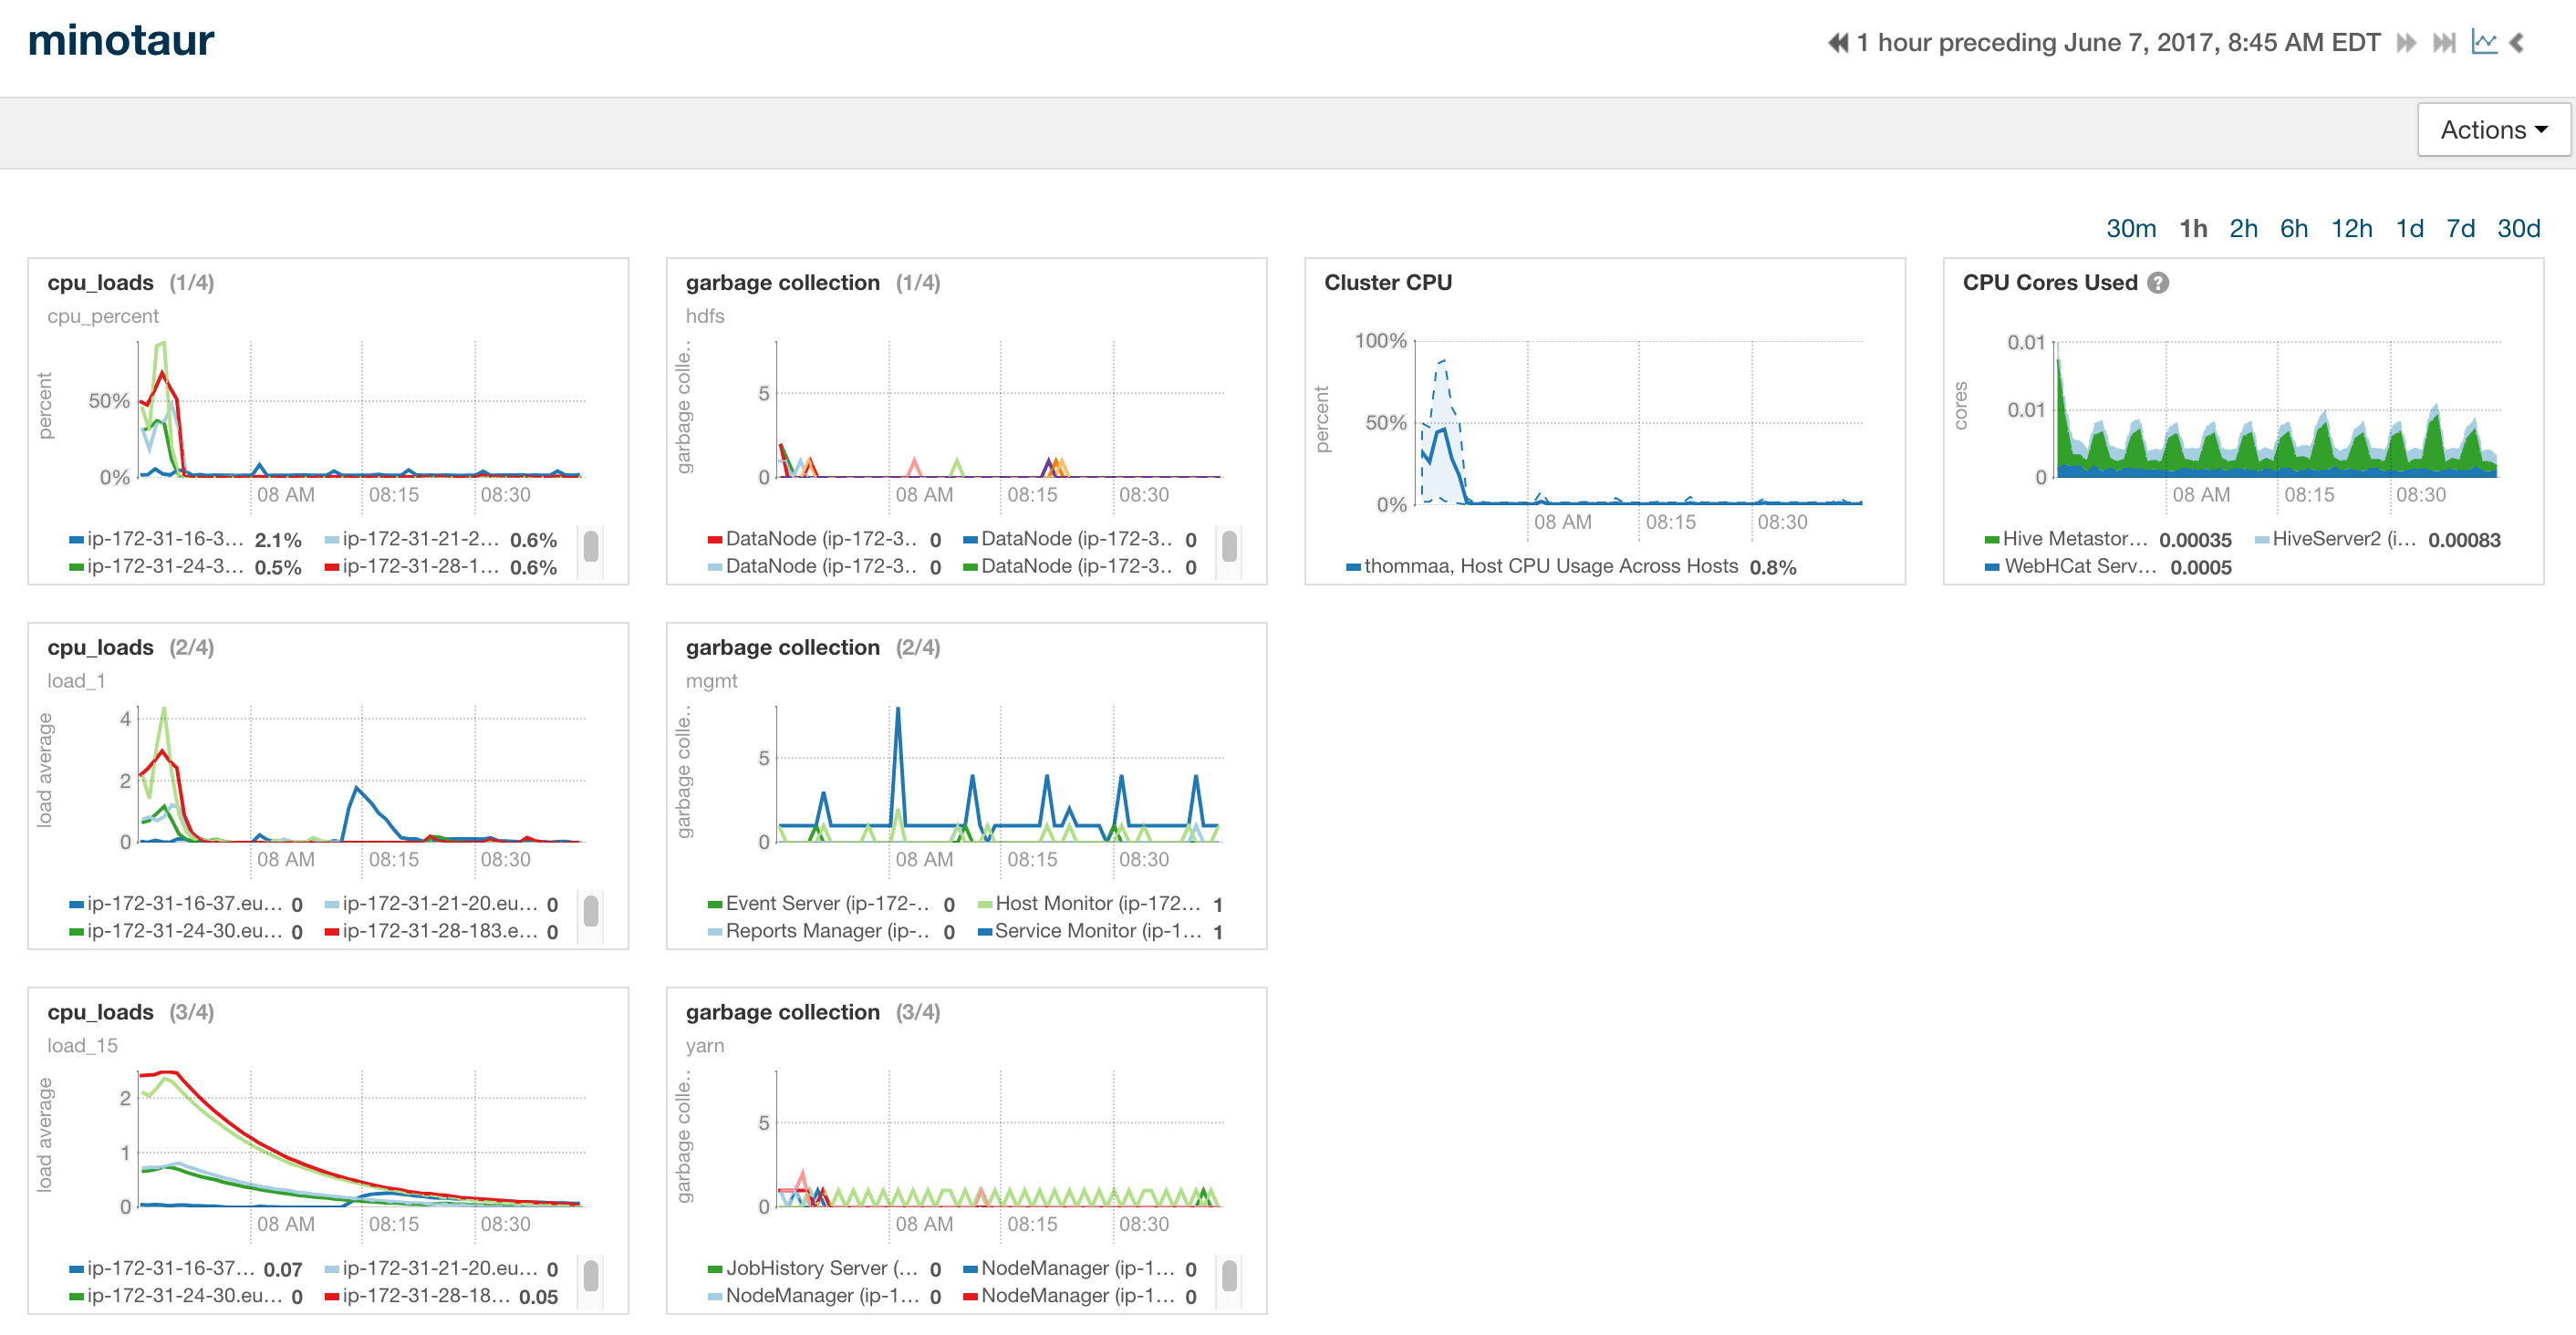 minotaur
1 hour preceding June 7, 2017, 8:45 AM EDT
Actions
30m 1h 2h 6h 12h 1d 7d 30d
cpu_loads (1/4)
cpu_percent
percent
50%
0%
08 AM 08:15 08:30
ip-172-31-16-3... 2.1% ip-172-31-21-2... 0.6%
ip-172-31-24-3... 0.5% ip-172-31-28-1... 0.6%
garbage collection (1/4)
hdfs
garbage colle..
5
0
08 AM 08:15 08:30
DataNode (ip-172-3.. 0 DataNode (ip-172-3.. 0
DataNode (ip-172-3.. 0 DataNode (ip-172-3.. 0
Cluster CPU
percent
100%
50%
0%
08 AM 08:15 08:30
thommaa, Host CPU Usage Across Hosts 0.8%
CPU Cores Used ?
cores
0.01
0.01
0
08 AM 08:15 08:30
Hive Metastor... 0.00035 HiveServer2 (i... 0.00083
WebHCat Serv... 0.0005
cpu_loads (2/4)
load_1
load average
4
2
0
08 AM 08:15 08:30
ip-172-31-16-37.eu... 0 ip-172-31-21-20.eu... 0
ip-172-31-24-30.eu... 0 ip-172-31-28-183.e... 0
garbage collection (2/4)
mgmt
garbage colle..
5
0
08 AM 08:15 08:30
Event Server (ip-172-.. 0 Host Monitor (ip-172... 1
Reports Manager (ip-.. 0 Service Monitor (ip-1... 1
cpu_loads (3/4)
load_15
load average
2
1
0
08 AM 08:15 08:30
ip-172-31-16-37... 0.07 ip-172-31-21-20.eu... 0
ip-172-31-24-30.eu... 0 ip-172-31-28-18... 0.05
garbage collection (3/4)
yarn
garbage colle..
5
0
08 AM 08:15 08:30
JobHistory Server (... 0 NodeManager (ip-1... 0
NodeManager (ip-1... 0 NodeManager (ip-1... 0